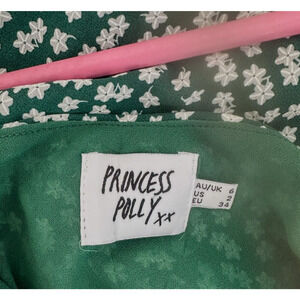 PRINCESS
POLLY xx
AU/UK 6
US 2
EU 34